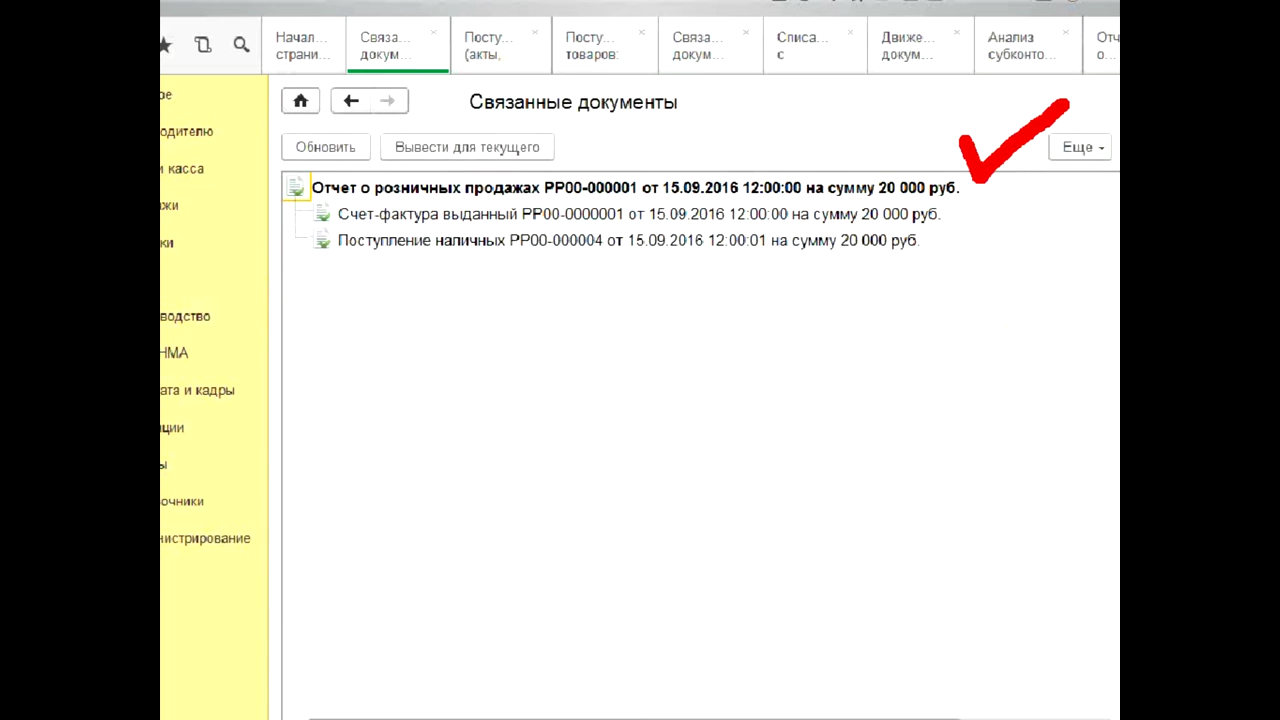 Начал... страни...
Связа... докум...
Посту... (акты,
Посту... товаров:
Связа... докум...
Списа... с
Движе... докум...
Анализ субконто...
Отч о...
ре
одителю
и касса
жи
ки
водство
НМА
ата и кадры
ции
ы
очники
нистрирование
Связанные документы
Обновить
Вывести для текущего
Еще
Отчет о розничных продажах РР00-000001 от 15.09.2016 12:00:00 на сумму 20 000 руб.
Счет-фактура выданный РР00-0000001 от 15.09.2016 12:00:00 на сумму 20 000 руб.
Поступление наличных РР00-000004 от 15.09.2016 12:00:01 на сумму 20 000 руб.